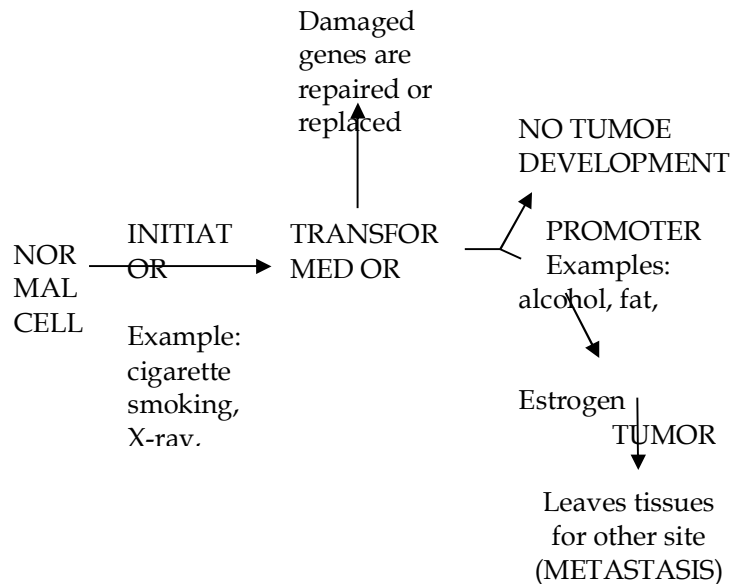 Damaged
genes are
repaired or
replaced
NO TUMOE
DEVELOPMENT
NOR
MAL
CELL
INITIAT
OR
Example:
cigarette
smoking,
X-ray,
TRANSFOR
MED OR
PROMOTER
Examples:
alcohol, fat,
Estrogen
TUMOR
Leaves tissues
for other site
(METASTASIS)